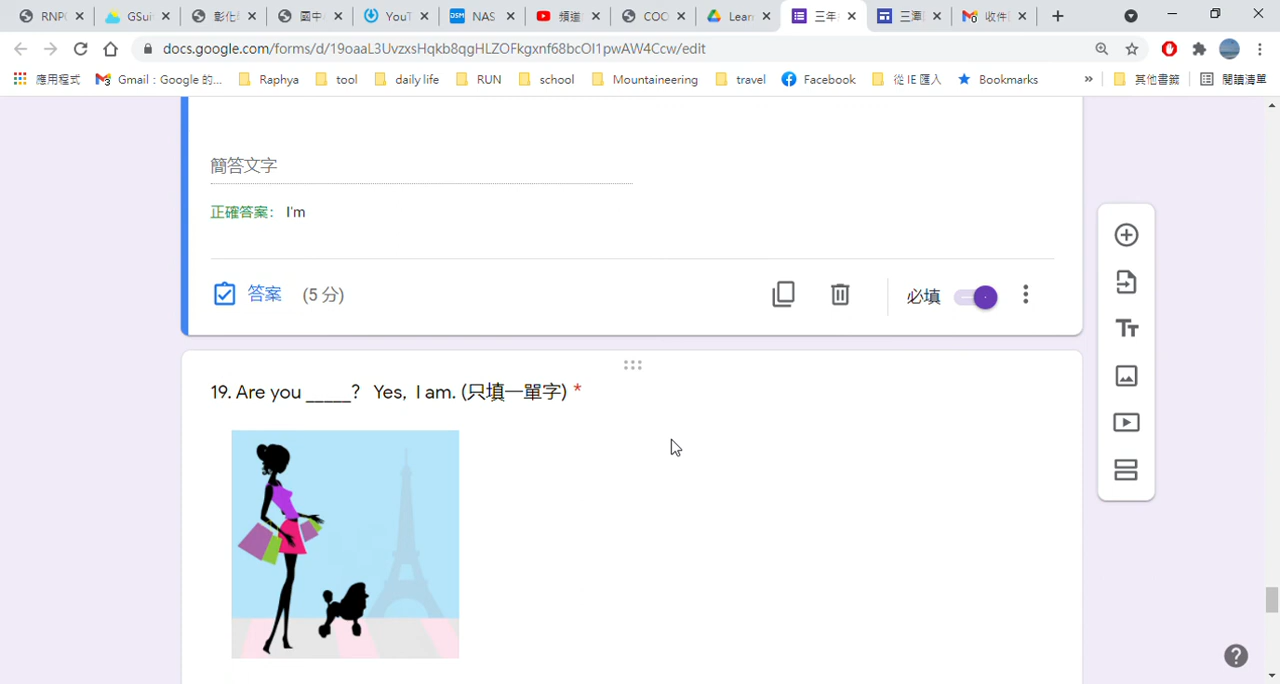 RNPC
GSui
彰化
國中
YouT
NAS
頻道
COC
Lear
三年
三潭
收件
docs.google.com/forms/d/19oaaL3UvzxsHqkb8qgHLZOFkgxnf68bcOI1pwAW4Ccw/edit
應用程式
Gmail：Google 的...
Raphya
tool
daily life
RUN
school
Mountaineering
travel
Facebook
從 IE 匯入
Bookmarks
»
其他書籤
閱讀清單
簡答文字
正確答案： I'm
答案 (5 分)
必填
19. Are you _____? Yes, I am. (只填一單字) *